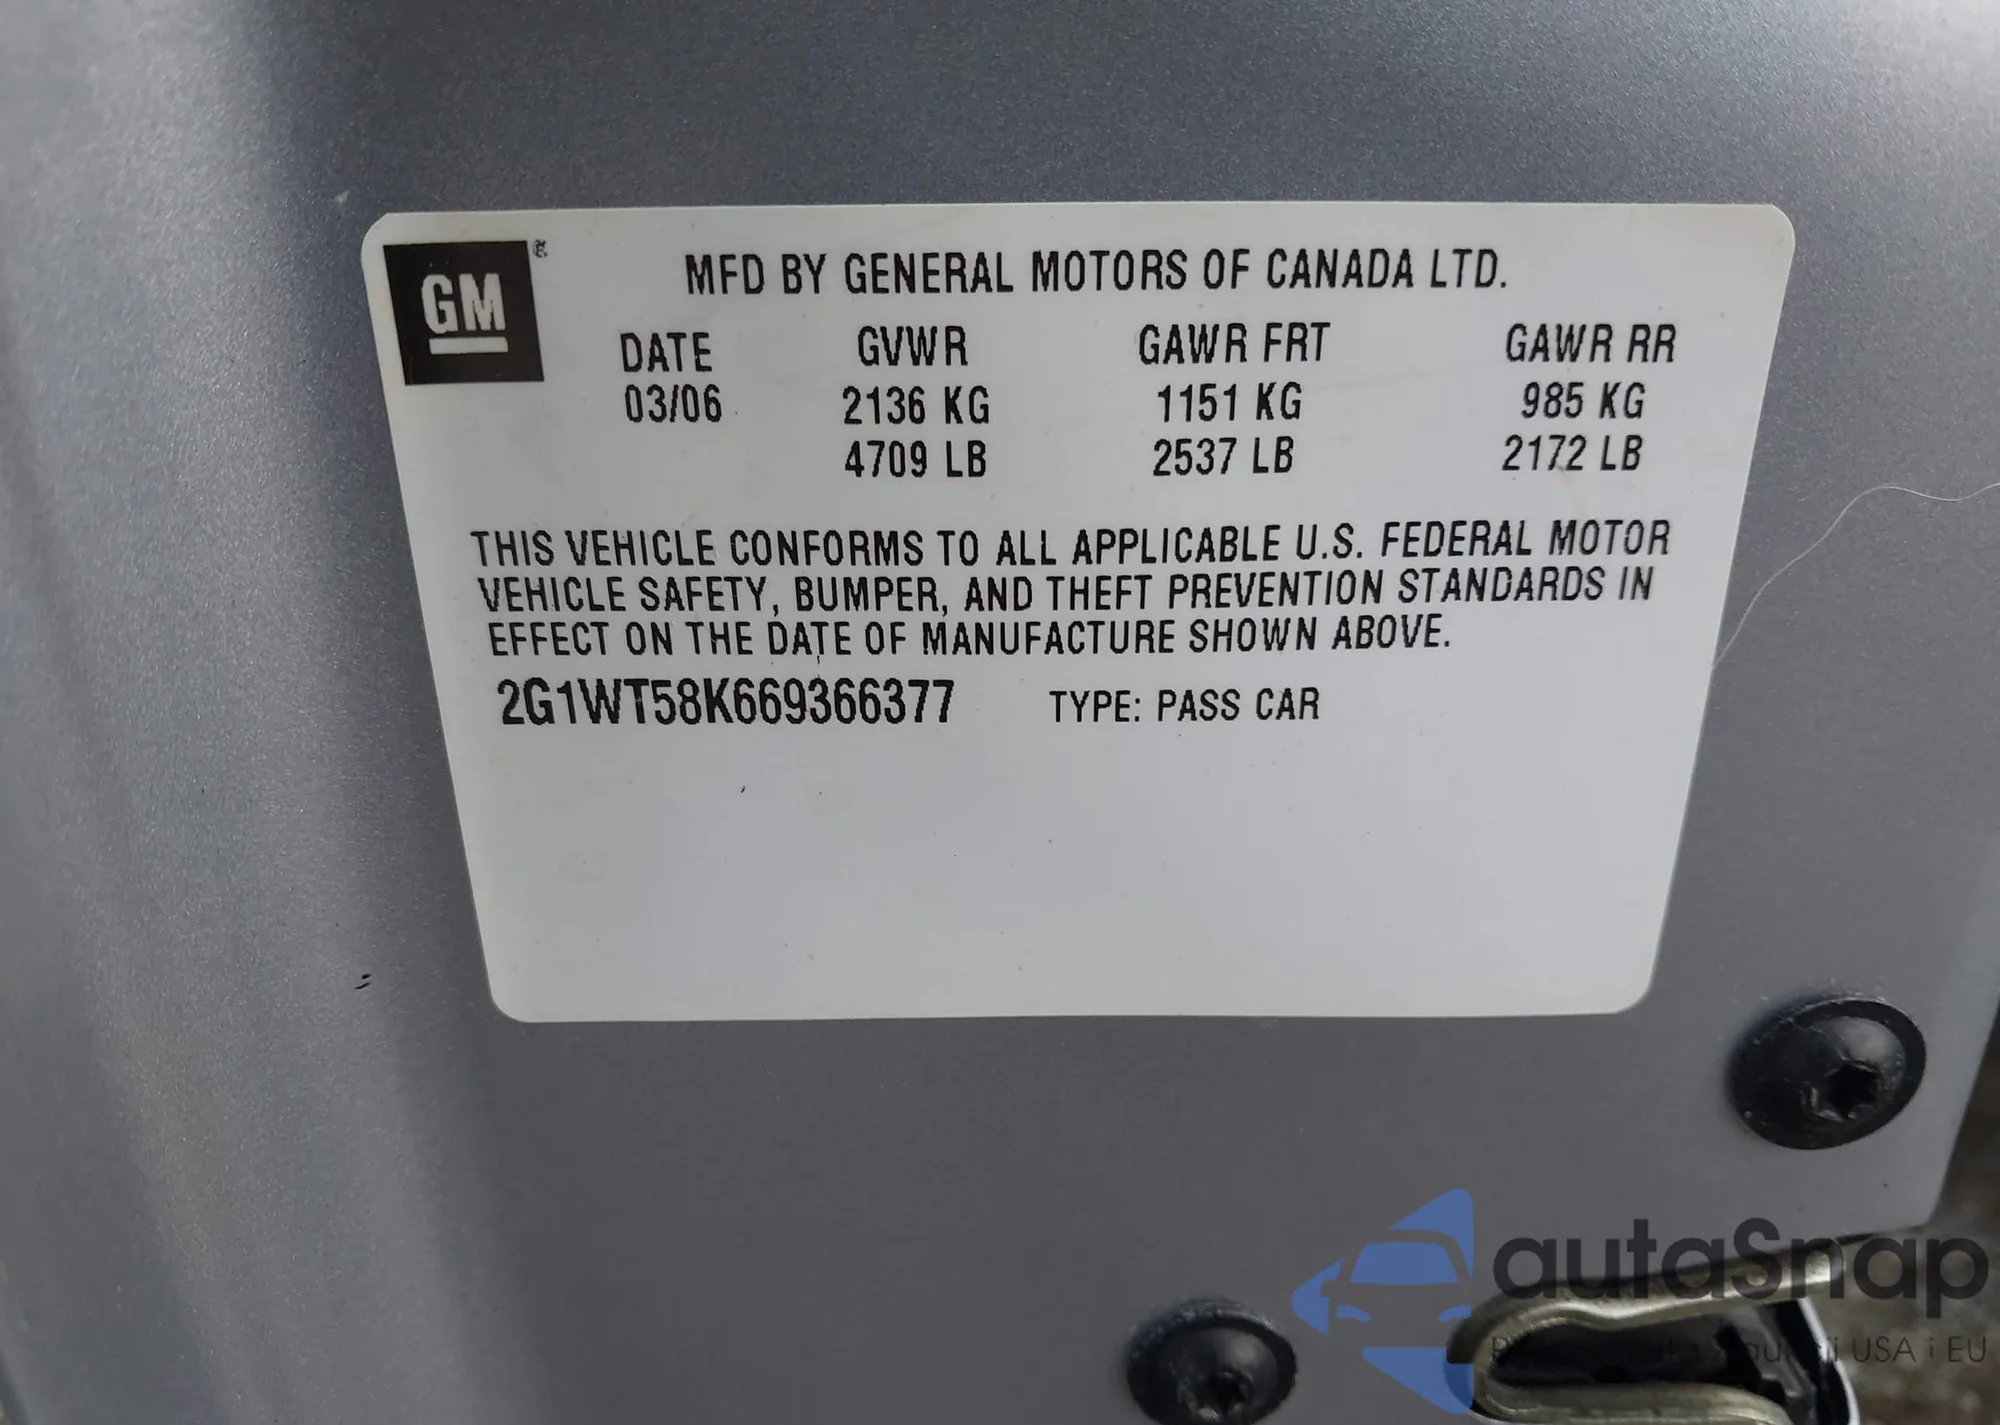 GM
MFD BY GENERAL MOTORS OF CANADA LTD.
DATE GVWR GAWR FRT GAWR RR
03/06 2136 KG 1151 KG 985 KG
4709 LB 2537 LB 2172 LB
THIS VEHICLE CONFORMS TO ALL APPLICABLE U.S. FEDERAL MOTOR
VEHICLE SAFETY, BUMPER, AND THEFT PREVENTION STANDARDS IN
EFFECT ON THE DATE OF MANUFACTURE SHOWN ABOVE.
2G1WT58K669366377 TYPE: PASS CAR
autaSnap
USA i EU